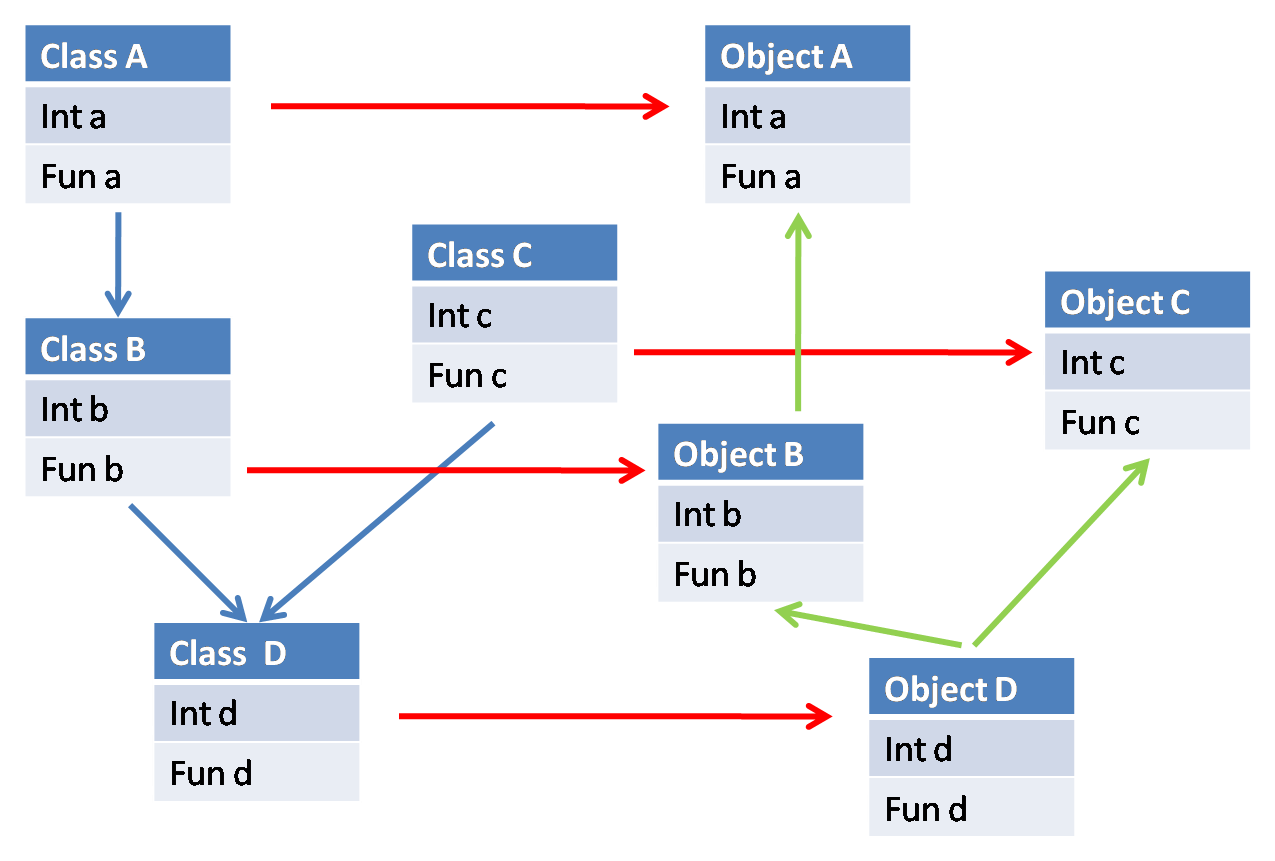 Class A
Int a
Fun a
Object A
Int a
Fun a
Class C
Int c
Fun c
Object C
Int c
Fun c
Class B
Int b
Fun b
Object B
Int b
Fun b
Class  D
Int d
Fun d
Object D
Int d
Fun d